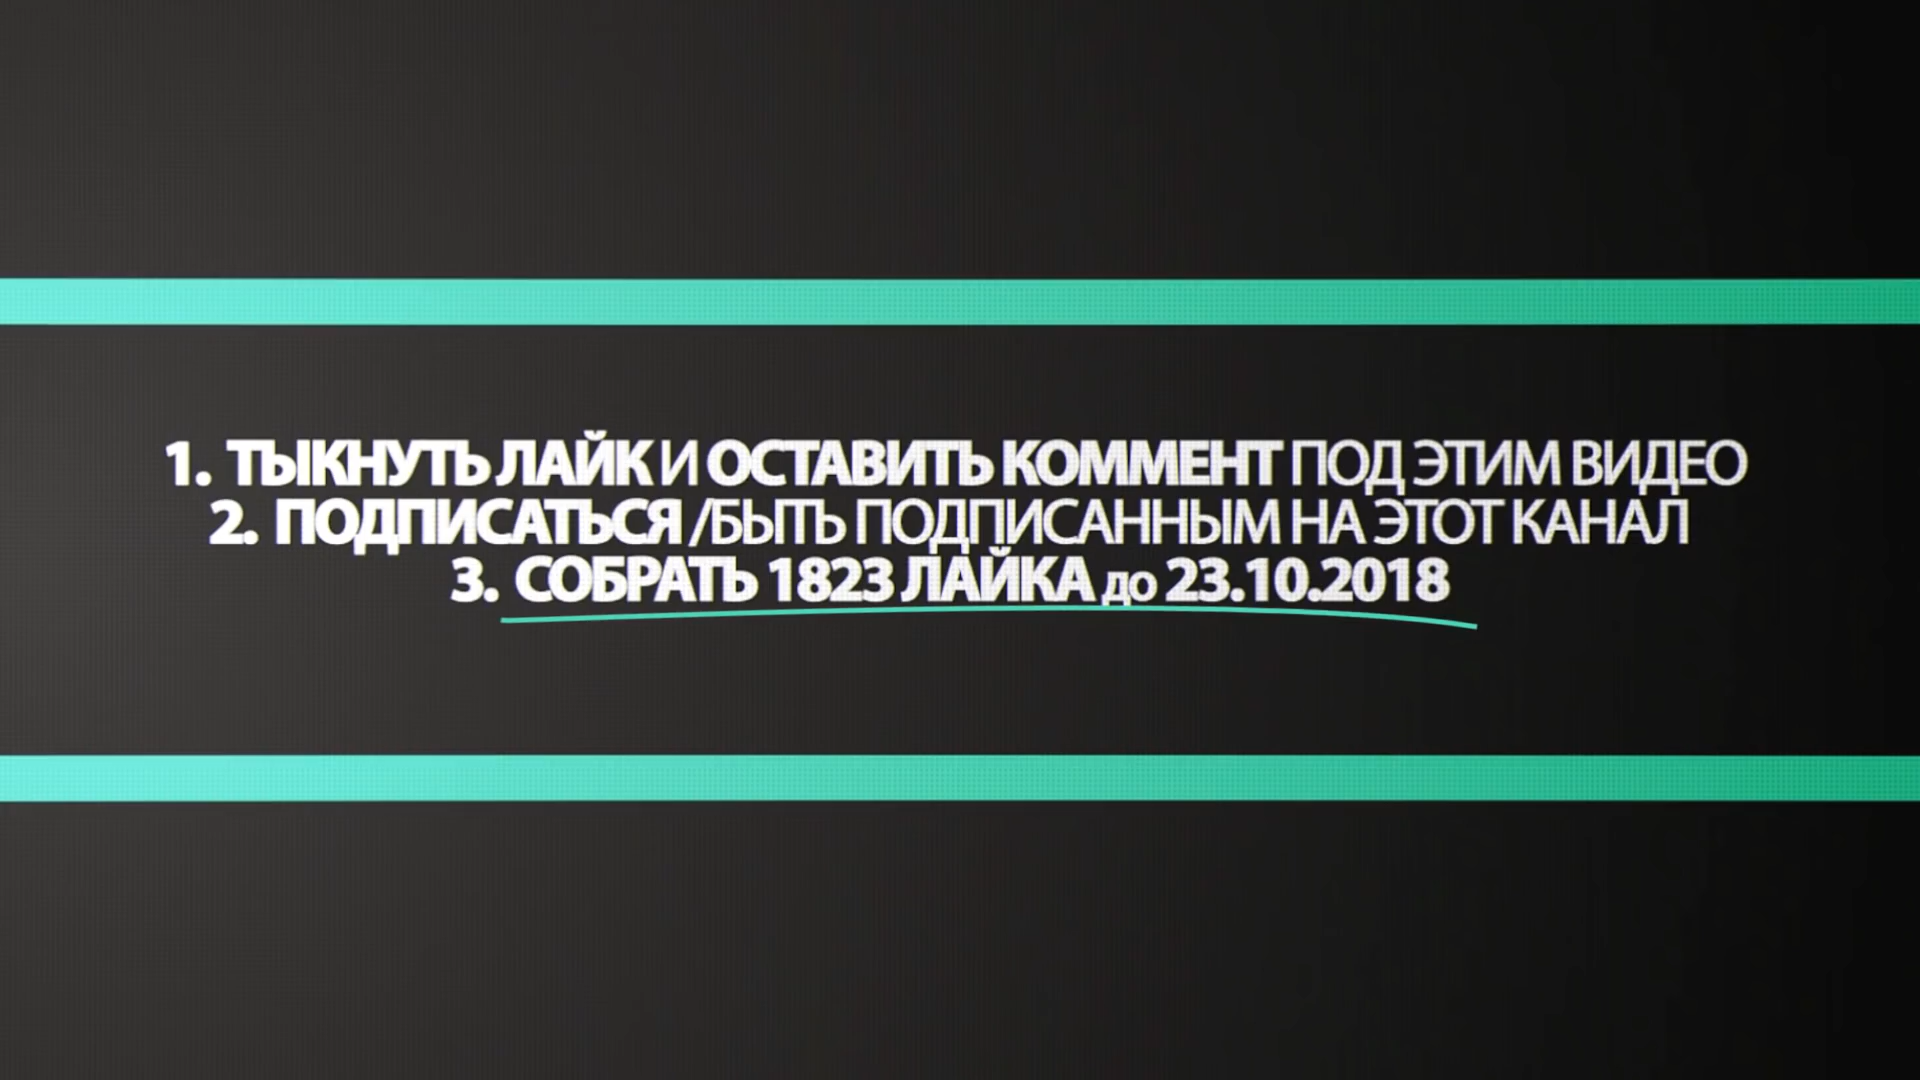 1. ТЫКНУТЬ ЛАЙК И ОСТАВИТЬ КОММЕНТ ПОД ЭТИМ ВИДЕО
2. ПОДПИСАТЬСЯ /БЫТЬ ПОДПИСАННЫМ НА ЭТОТ КАНАЛ
3. СОБРАТЬ 1823 ЛАЙКА до 23.10.2018